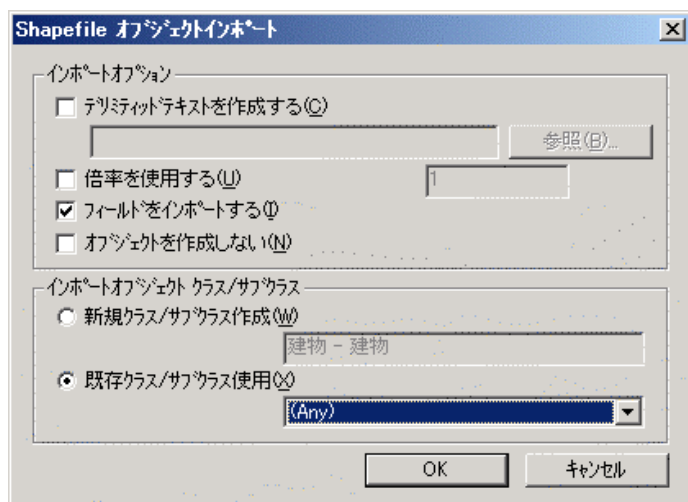 Shapefile オブジェクトインポート
インポートオプション
デリミティッドテキストを作成する(C)
参照(B)...
倍率を使用する(U)
1
フィールドをインポートする(I)
オブジェクトを作成しない(N)
インポートオブジェクト クラス/サブクラス
新規クラス/サブクラス作成(W)
建物 - 建物
既存クラス/サブクラス使用(X)
(Any)
OK
キャンセル